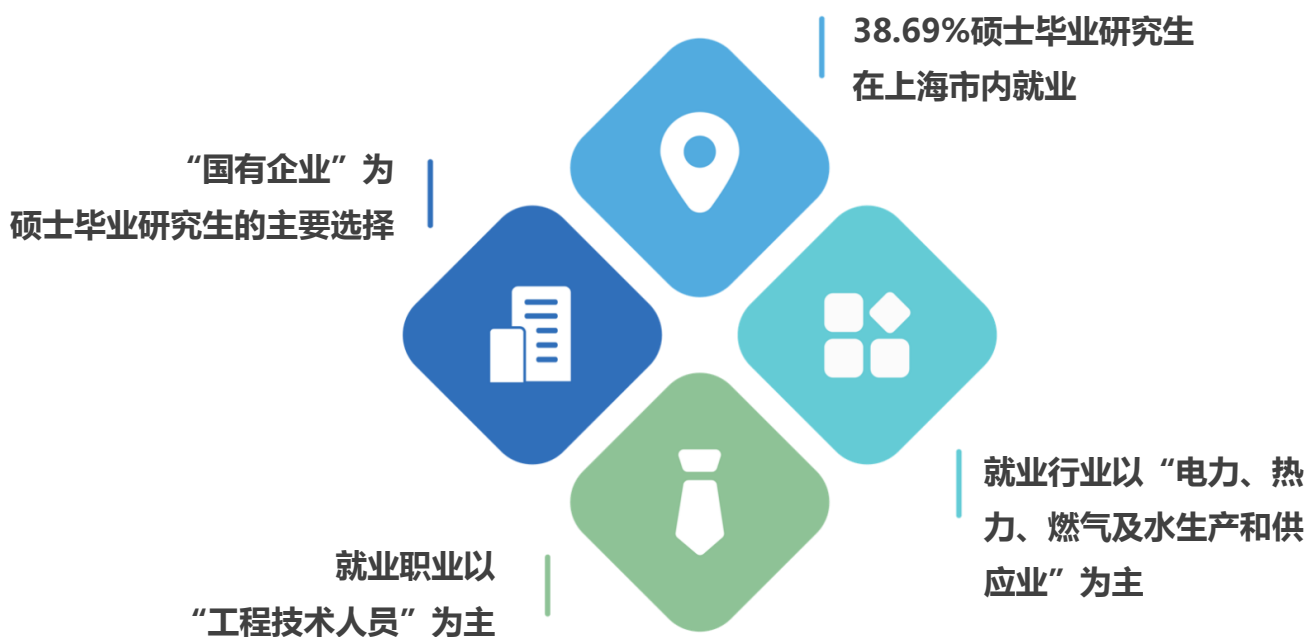 38.69%硕士毕业研究生
在上海市内就业
“国有企业”为
硕士毕业研究生的主要选择
就业行业以“电力、热
力、燃气及水生产和供
应业”为主
就业职业以
“工程技术人员”为主